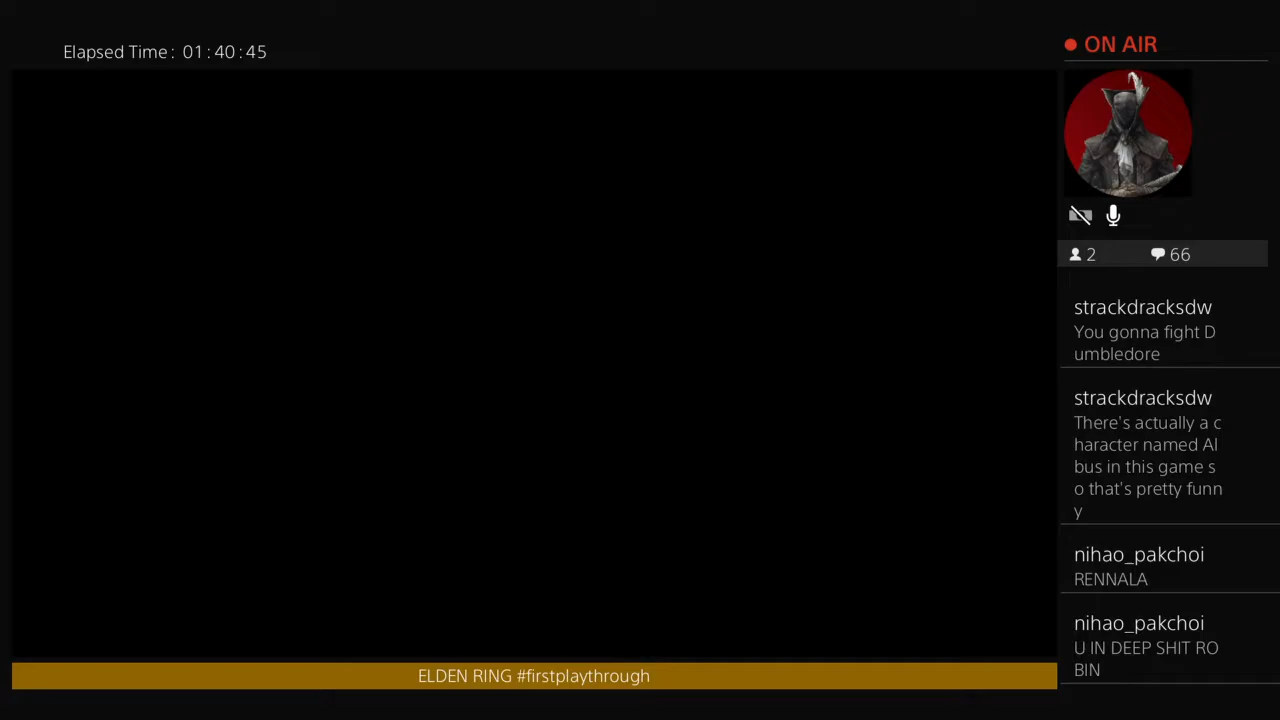 Elapsed Time: 01:40:45
ON AIR
2 66
strackdracksdw
You gonna fight D
umbledore
strackdracksdw
There's actually a c
haracter named Al
bus in this game s
o that's pretty funn
y
nihao_pakchoi
RENNALA
nihao_pakchoi
U IN DEEP SHIT RO
BIN
ELDEN RING #firstplaythrough